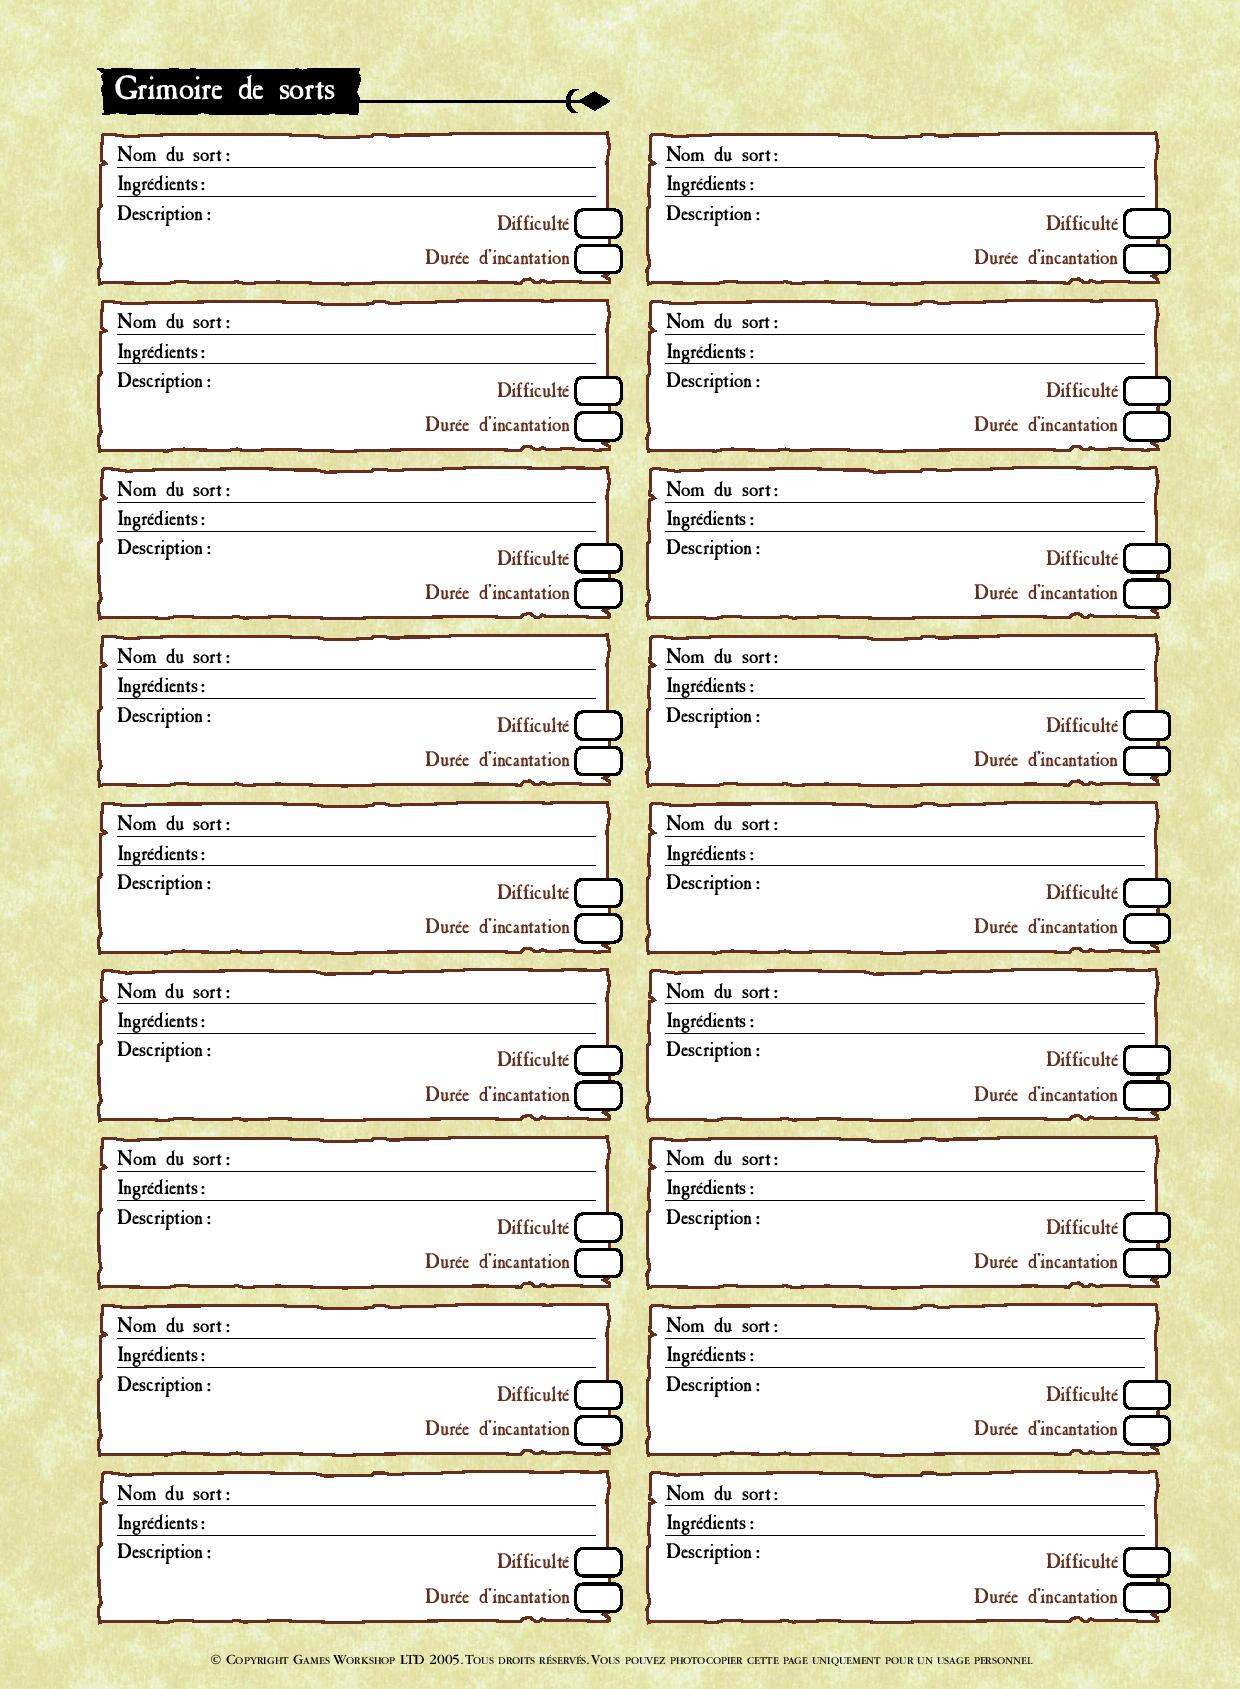 Grimoire de sorts
Nom du sort :
Ingrédients :
Description :
Difficulté
Durée d'incantation
Nom du sort :
Ingrédients :
Description :
Difficulté
Durée d'incantation
Nom du sort :
Ingrédients :
Description :
Difficulté
Durée d'incantation
Nom du sort :
Ingrédients :
Description :
Difficulté
Durée d'incantation
Nom du sort :
Ingrédients :
Description :
Difficulté
Durée d'incantation
Nom du sort :
Ingrédients :
Description :
Difficulté
Durée d'incantation
Nom du sort :
Ingrédients :
Description :
Difficulté
Durée d'incantation
Nom du sort :
Ingrédients :
Description :
Difficulté
Durée d'incantation
Nom du sort :
Ingrédients :
Description :
Difficulté
Durée d'incantation
Nom du sort :
Ingrédients :
Description :
Difficulté
Durée d'incantation
Nom du sort :
Ingrédients :
Description :
Difficulté
Durée d'incantation
Nom du sort :
Ingrédients :
Description :
Difficulté
Durée d'incantation
Nom du sort :
Ingrédients :
Description :
Difficulté
Durée d'incantation
Nom du sort :
Ingrédients :
Description :
Difficulté
Durée d'incantation
Nom du sort :
Ingrédients :
Description :
Difficulté
Durée d'incantation
Nom du sort :
Ingrédients :
Description :
Difficulté
Durée d'incantation
Nom du sort :
Ingrédients :
Description :
Difficulté
Durée d'incantation
Nom du sort :
Ingrédients :
Description :
Difficulté
Durée d'incantation
© Copyright Games Workshop LTD 2005. Tous droits réservés. Vous pouvez photocopier cette page uniquement pour un usage personnel